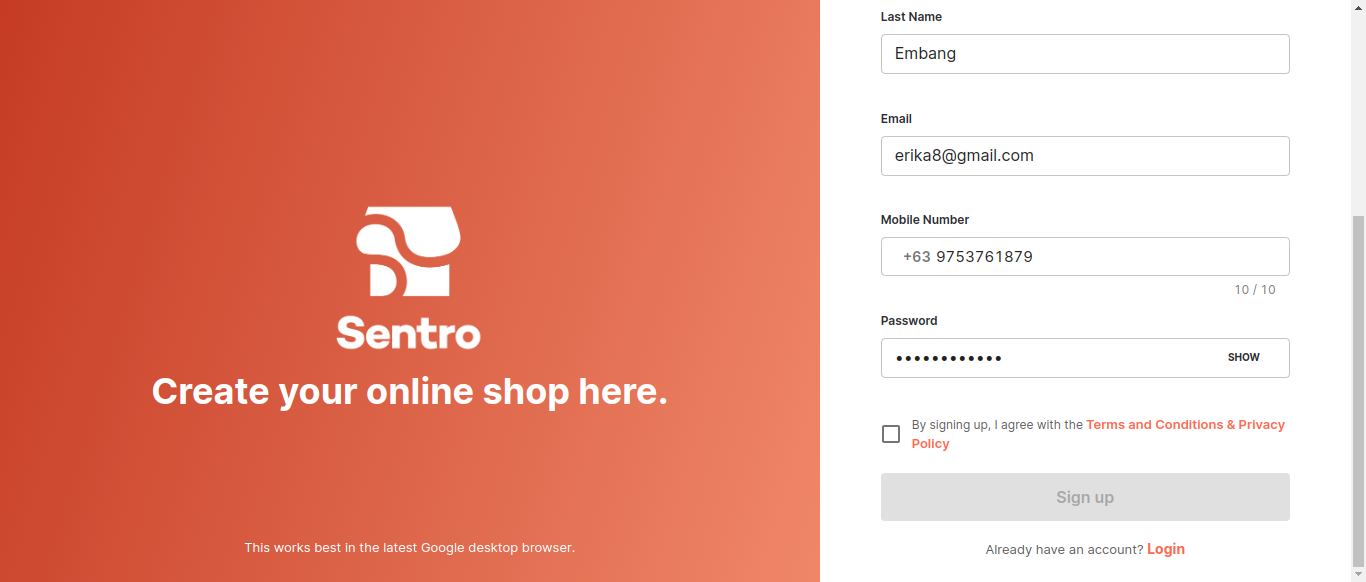 Sentro
Create your online shop here.
This works best in the latest Google desktop browser.
Last Name
Embang
Email
erika8@gmail.com
Mobile Number
+63 9753761879
10 / 10
Password
••••••••••••
SHOW
By signing up, I agree with the Terms and Conditions & Privacy
Policy
Sign up
Already have an account? Login